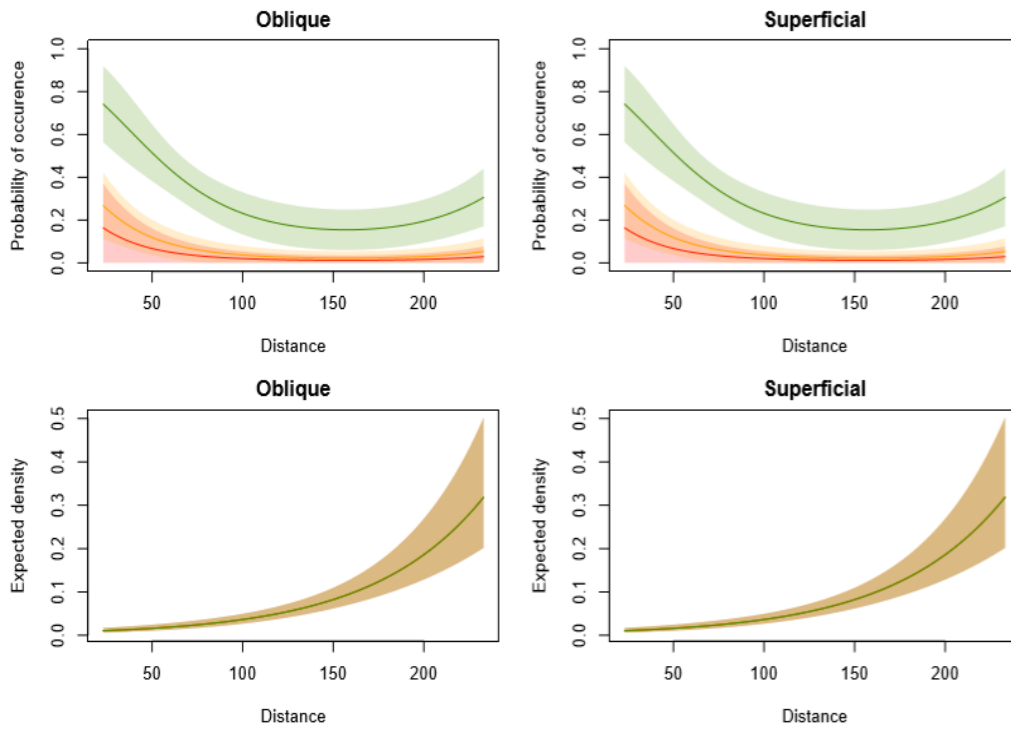 Oblique
Probability of occurence
0.0 0.2 0.4 0.6 0.8 1.0
50 100 150 200
Distance
Superficial
Probability of occurence
0.0 0.2 0.4 0.6 0.8 1.0
50 100 150 200
Distance
Oblique
Expected density
0.0 0.1 0.2 0.3 0.4 0.5
50 100 150 200
Distance
Superficial
Expected density
0.0 0.1 0.2 0.3 0.4 0.5
50 100 150 200
Distance